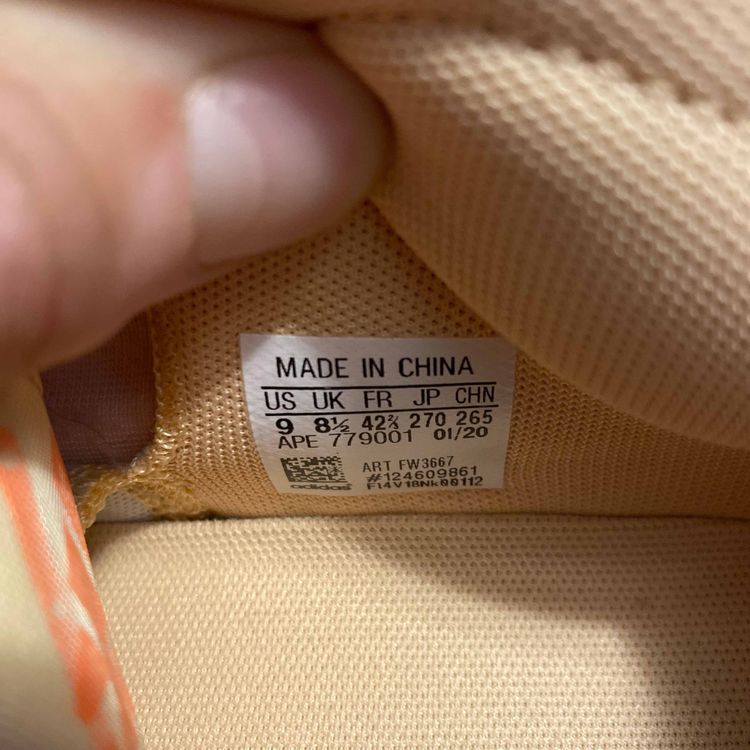 MADE IN CHINA
US UK FR JP CHN
9 8½ 42⅔ 270 265
APE 779001 01/20
ART FW3667
#124609861
adidas F14V18Nk00112